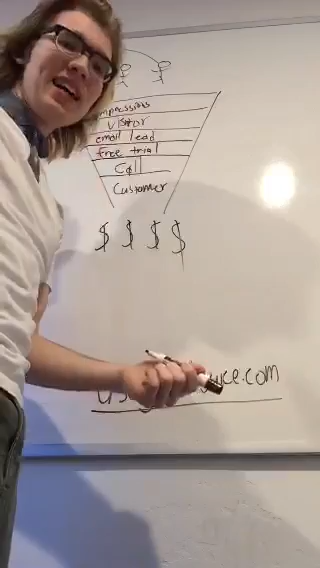 impressions
visitor
email lead
free trial
Call
Customer
$ $ $ $
.com